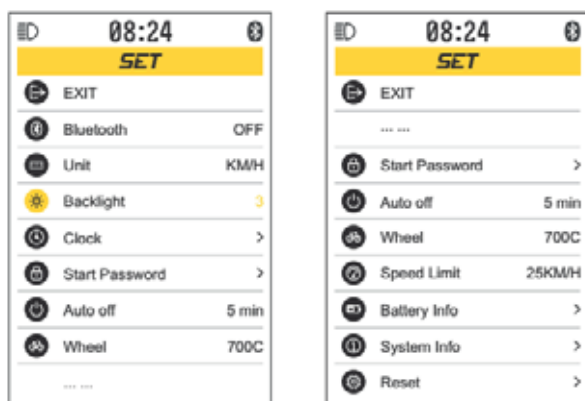 08:24
SET
EXIT
Bluetooth OFF
Unit KM/H
Backlight 3
Clock >
Start Password >
Auto off 5 min
Wheel 700C
... ...
08:24
SET
EXIT
... ...
Start Password >
Auto off 5 min
Wheel 700C
Speed Limit 25KM/H
Battery Info >
System Info >
Reset >